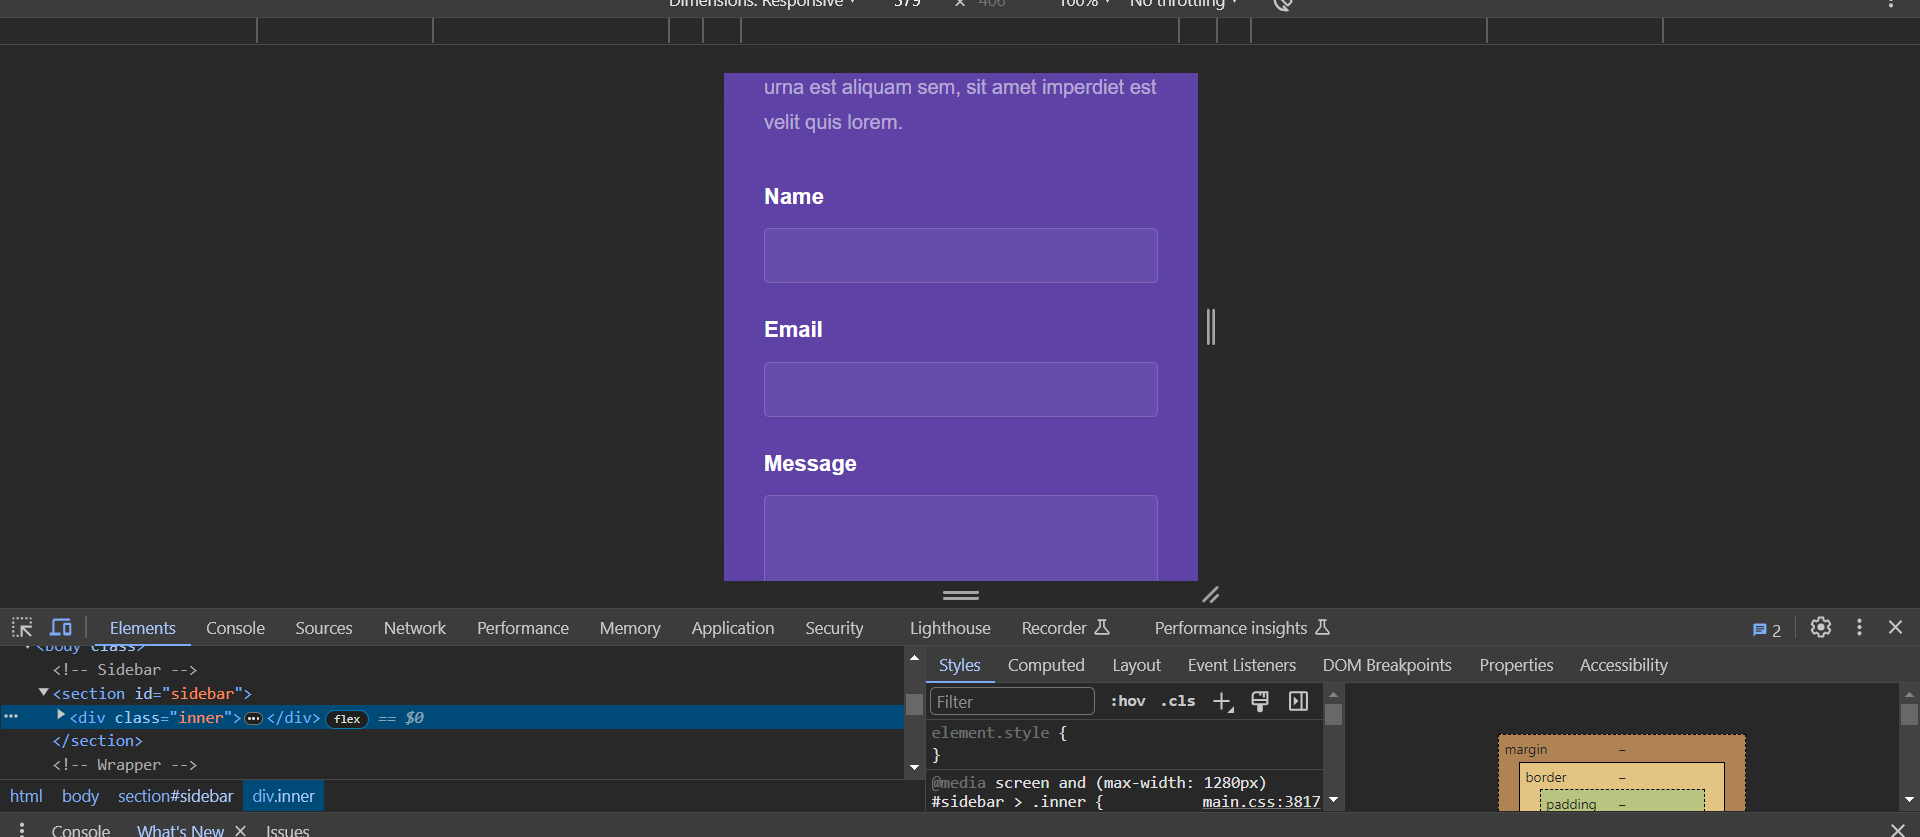 Dimensions: Responsive 379 × 406 100% No throttling
urna est aliquam sem, sit amet imperdiet est
velit quis lorem.
Name
Email
Message
Elements Console Sources Network Performance Memory Application Security Lighthouse Recorder Performance insights 2
<body class>
<!-- Sidebar -->
<section id="sidebar">
<div class="inner">…</div> flex == $0
</section>
<!-- Wrapper -->
html body section#sidebar div.inner
Styles Computed Layout Event Listeners DOM Breakpoints Properties Accessibility
Filter :hov .cls
element.style {
}
@media screen and (max-width: 1280px)
#sidebar > .inner { main.css:3817
margin –
border –
padding –
Console What's New Issues